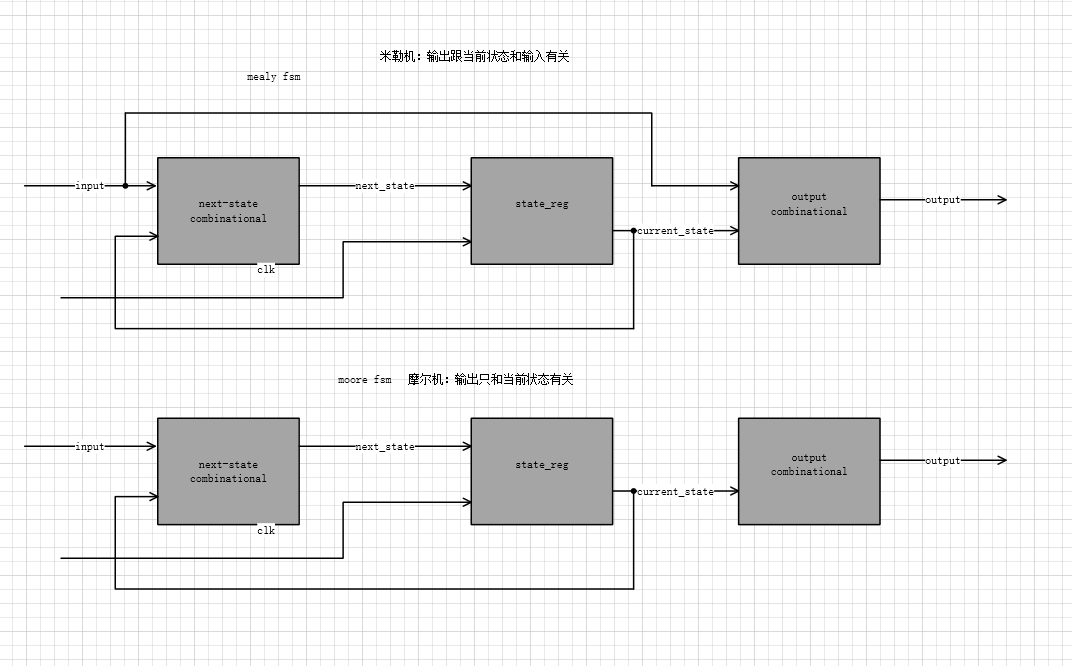 米勒机：输出跟当前状态和输入有关
mealy fsm
input
next-state
combinational
next_state
state_reg
output
combinational
output
current_state
clk
moore fsm 摩尔机：输出只和当前状态有关
input
next-state
combinational
next_state
state_reg
output
combinational
output
current_state
clk